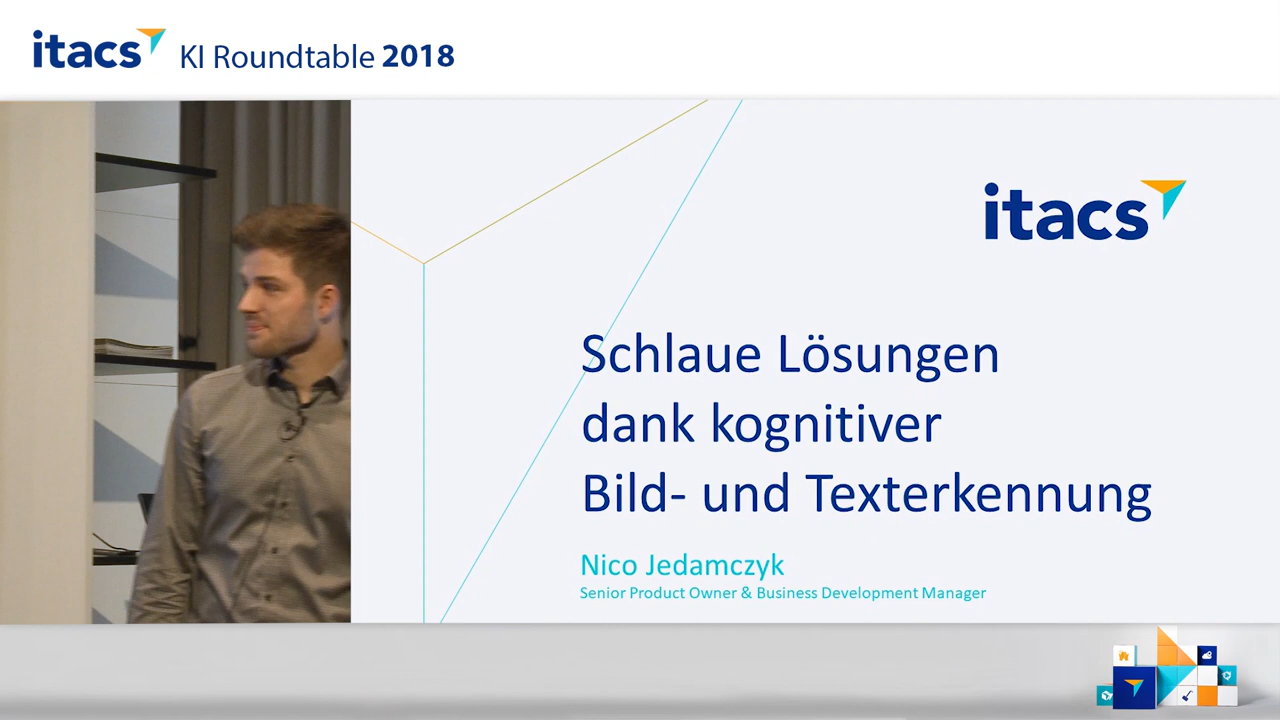 itacs KI Roundtable 2018
itacs
Schlaue Lösungen
dank kognitiver
Bild- und Texterkennung
Nico Jedamczyk
Senior Product Owner & Business Development Manager